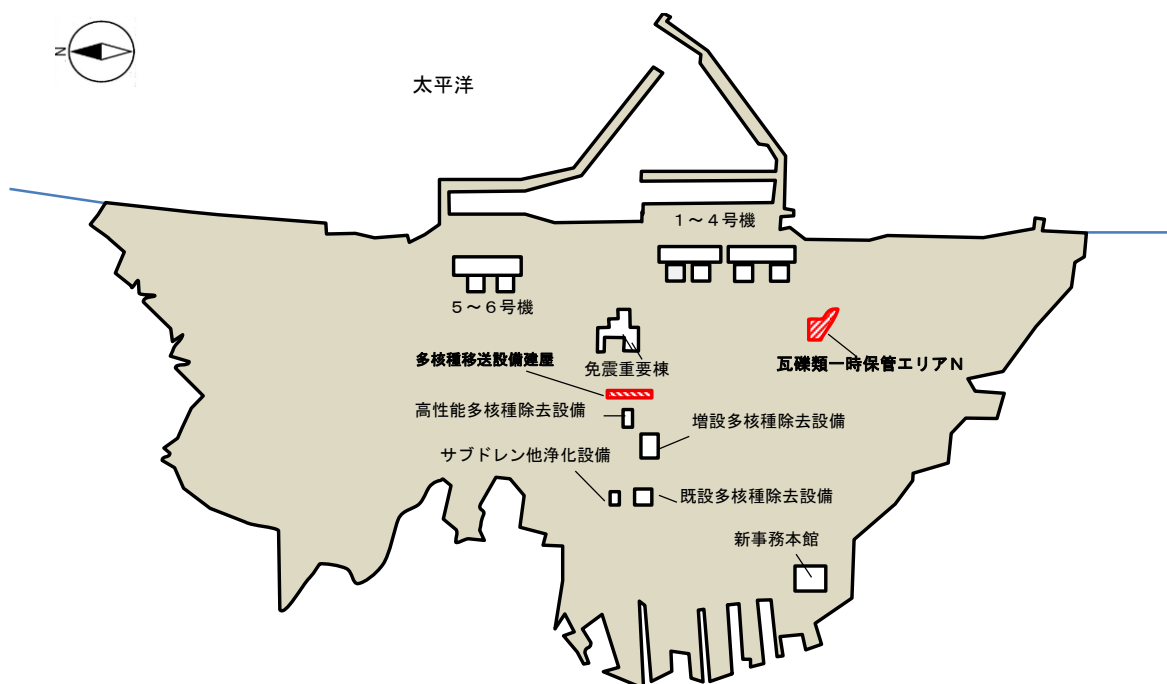 N
太平洋
1～4号機
5～6号機
免震重要棟
多核種移送設備建屋
瓦礫類一時保管エリアN
高性能多核種除去設備
増設多核種除去設備
サブドレン他浄化設備
既設多核種除去設備
新事務本館